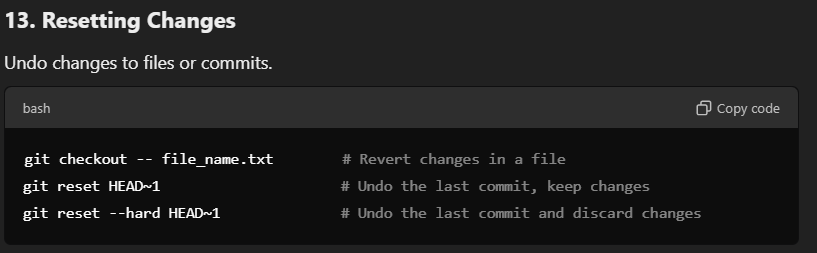 13. Resetting Changes
Undo changes to files or commits.
bash
Copy code
git checkout -- file_name.txt # Revert changes in a file
git reset HEAD~1 # Undo the last commit, keep changes
git reset --hard HEAD~1 # Undo the last commit and discard changes